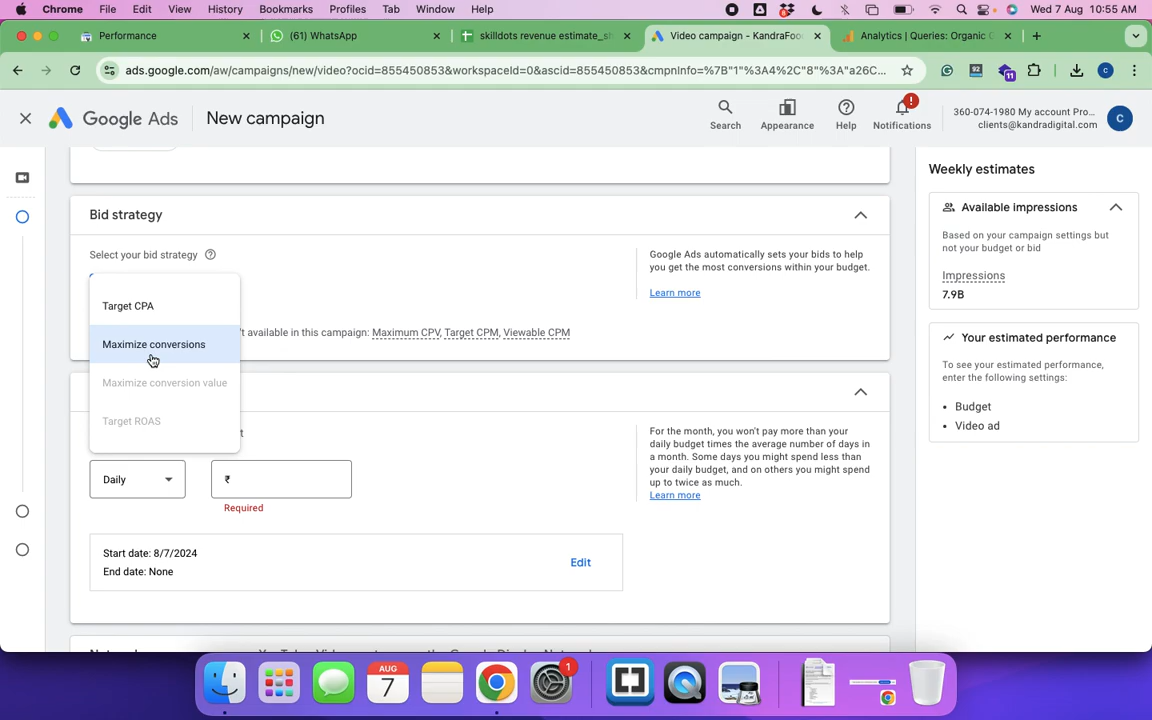 Chrome File Edit View History Bookmarks Profiles Tab Window Help
Wed 7 Aug 10:55 AM
Performance
(61) WhatsApp
skilldots revenue estimate_sh
Video campaign - KandraFoo
Analytics | Queries: Organic G
ads.google.com/aw/campaigns/new/video?ocid=855450853&workspaceId=0&ascid=855450853&cmpnInfo=%7B"1"%3A4%2C"8"%3A"a26C...
92
11
C
Google Ads
New campaign
Search
Appearance
Help
!
Notifications
360-074-1980 My account Pro...
clients@kandradigital.com
C
Bid strategy
Select your bid strategy
Target CPA
Maximize conversions
Maximize conversion value
Target ROAS
't available in this campaign: Maximum CPV, Target CPM, Viewable CPM
Google Ads automatically sets your bids to help
you get the most conversions within your budget.
Learn more
t
Daily
₹
Required
For the month, you won't pay more than your
daily budget times the average number of days in
a month. Some days you might spend less than
your daily budget, and on others you might spend
up to twice as much.
Learn more
Start date: 8/7/2024
End date: None
Edit
Weekly estimates
Available impressions
Based on your campaign settings but
not your budget or bid
Impressions
7.9B
Your estimated performance
To see your estimated performance,
enter the following settings:
• Budget
• Video ad
AUG
7
1